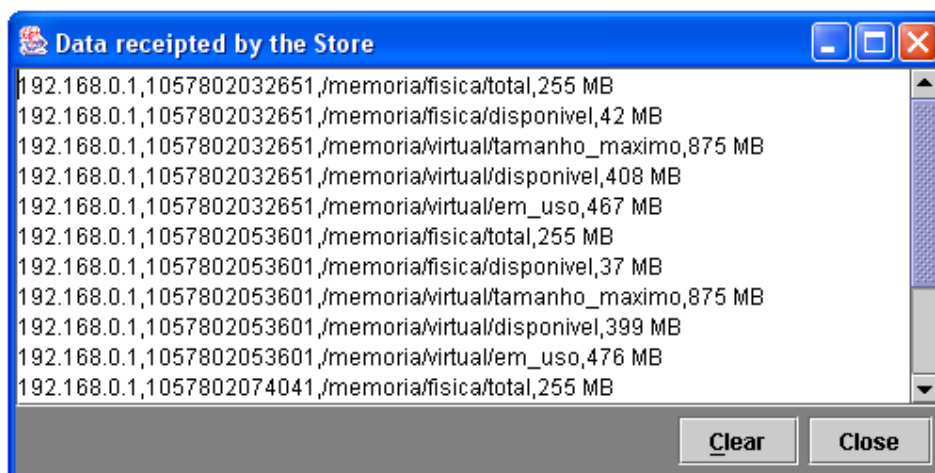 Data receipted by the Store
192.168.0.1,1057802032651,/memoria/fisica/total,255 MB
192.168.0.1,1057802032651,/memoria/fisica/disponivel,42 MB
192.168.0.1,1057802032651,/memoria/virtual/tamanho_maximo,875 MB
192.168.0.1,1057802032651,/memoria/virtual/disponivel,408 MB
192.168.0.1,1057802032651,/memoria/virtual/em_uso,467 MB
192.168.0.1,1057802053601,/memoria/fisica/total,255 MB
192.168.0.1,1057802053601,/memoria/fisica/disponivel,37 MB
192.168.0.1,1057802053601,/memoria/virtual/tamanho_maximo,875 MB
192.168.0.1,1057802053601,/memoria/virtual/disponivel,399 MB
192.168.0.1,1057802053601,/memoria/virtual/em_uso,476 MB
192.168.0.1,1057802074041,/memoria/fisica/total,255 MB
Clear Close